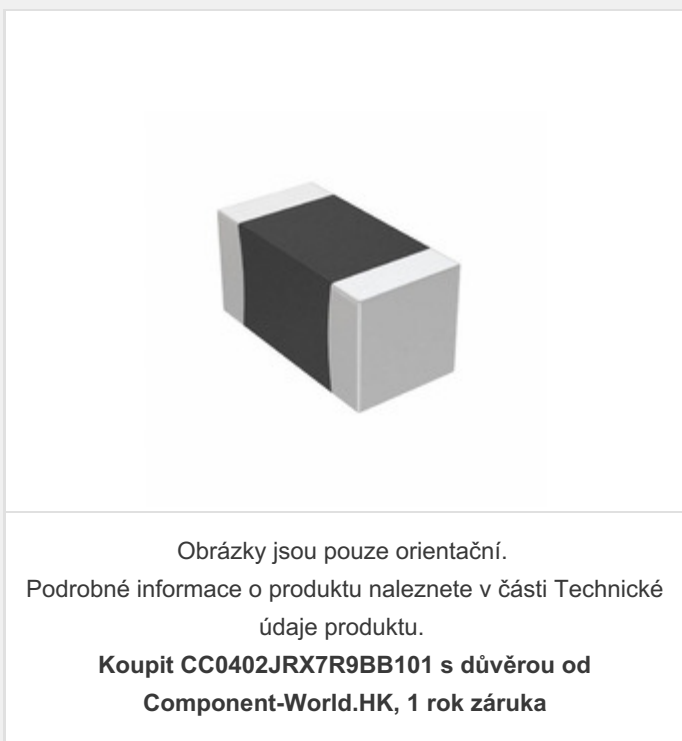 Obrázky jsou pouze orientační.
Podrobné informace o produktu naleznete v části Technické
údaje produktu.
Koupit CC0402JRX7R9BB101 s důvěrou od
Component-World.HK, 1 rok záruka